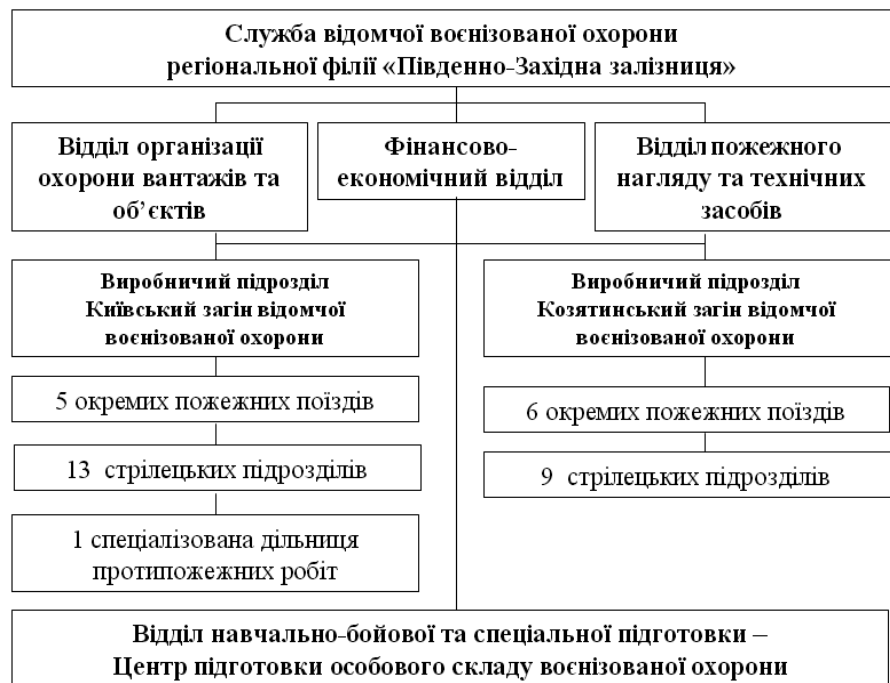 Служба відомчої воєнізованої охорони
регіональної філії «Південно-Західна залізниця»
Відділ організації
охорони вантажів та
об’єктів
Фінансово-
економічний відділ
Відділ пожежного
нагляду та технічних
засобів
Виробничий підрозділ
Київський загін відомчої
воєнізованої охорони
Виробничий підрозділ
Козятинський загін відомчої
воєнізованої охорони
5 окремих пожежних поїздів
6 окремих пожежних поїздів
13 стрілецьких підрозділів
9 стрілецьких підрозділів
1 спеціалізована дільниця
протипожежних робіт
Відділ навчально-бойової та спеціальної підготовки –
Центр підготовки особового складу воєнізованої охорони